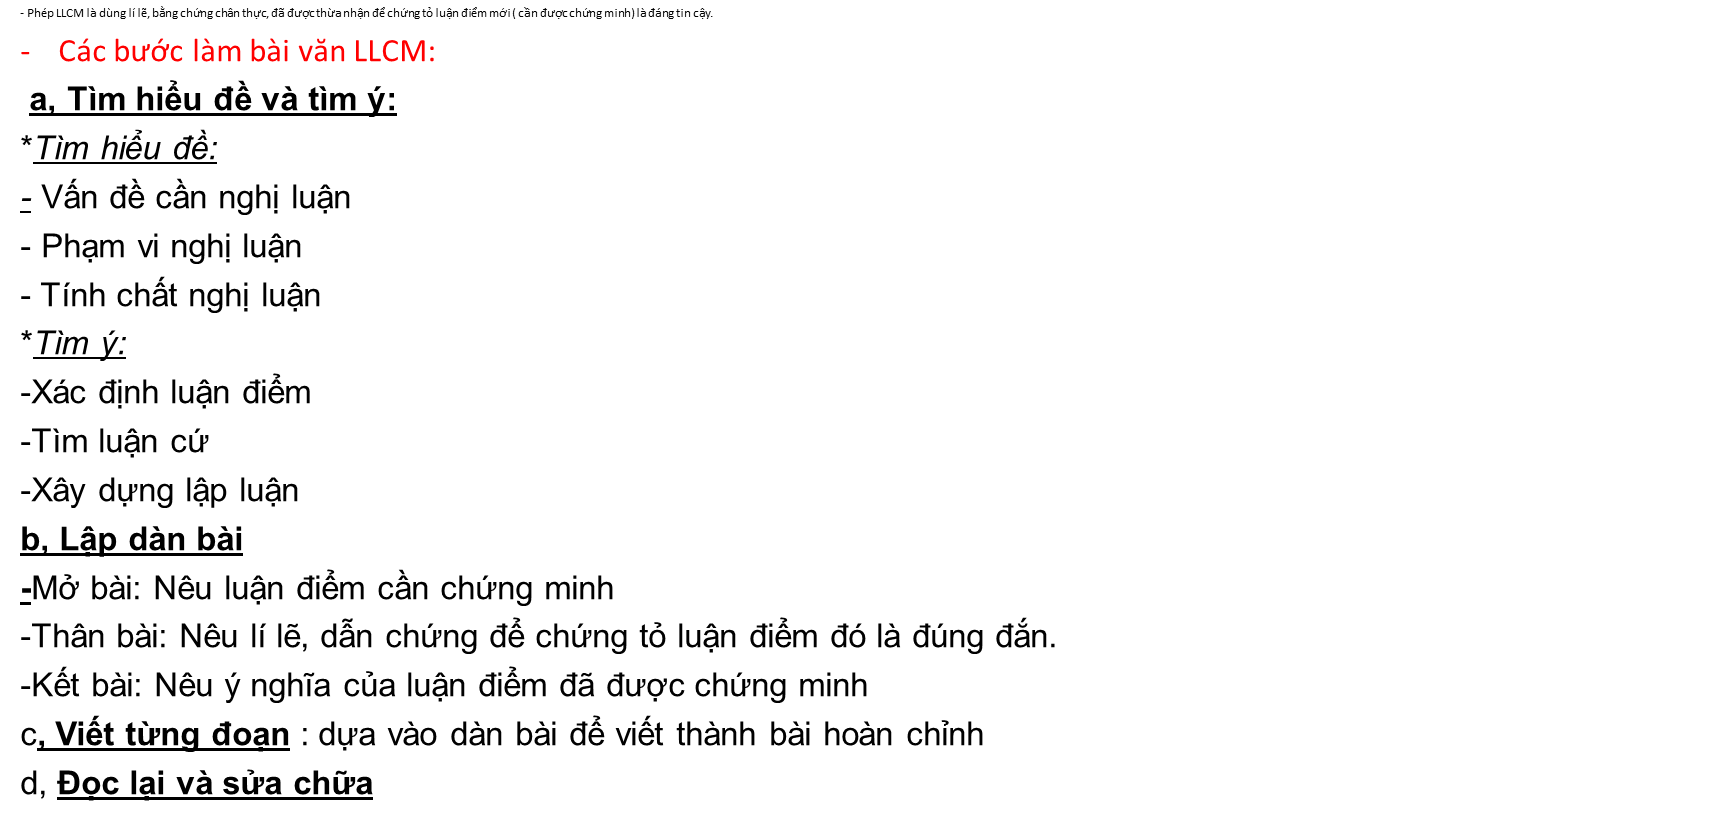 - Phép LLCM là dùng lí lẽ, bằng chứng chân thực, đã được thừa nhận để chứng tỏ luận điểm mới ( cần được chứng minh) là đáng tin cậy.
- Các bước làm bài văn LLCM:
a, Tìm hiểu đề và tìm ý:
*Tìm hiểu đề:
- Vấn đề cần nghị luận
- Phạm vi nghị luận
- Tính chất nghị luận
*Tìm ý:
-Xác định luận điểm
-Tìm luận cứ
-Xây dựng lập luận
b, Lập dàn bài
-Mở bài: Nêu luận điểm cần chứng minh
-Thân bài: Nêu lí lẽ, dẫn chứng để chứng tỏ luận điểm đó là đúng đắn.
-Kết bài: Nêu ý nghĩa của luận điểm đã được chứng minh
c, Viết từng đoạn : dựa vào dàn bài để viết thành bài hoàn chỉnh
d, Đọc lại và sửa chữa